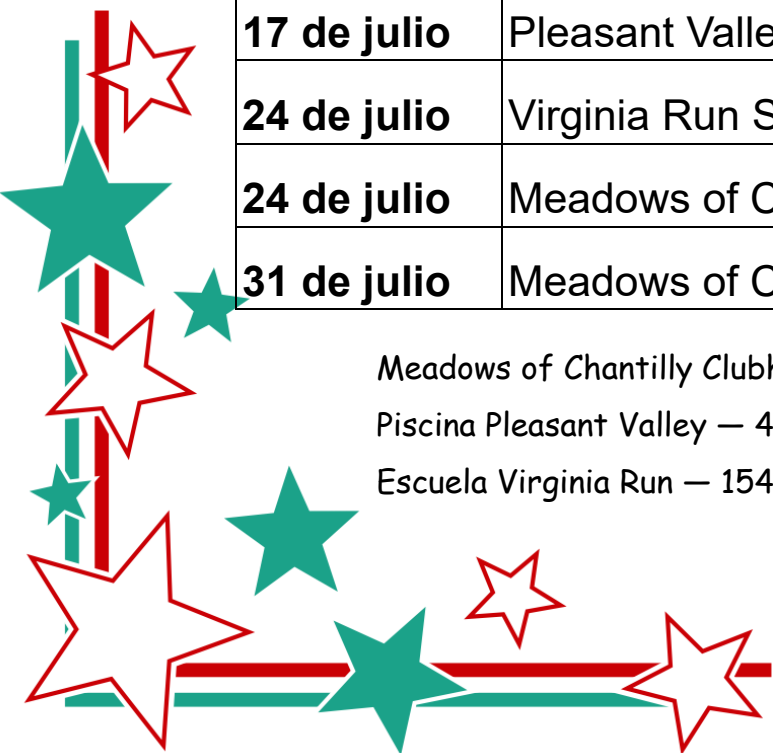 17 de julio Pleasant Valle
24 de julio Virginia Run S
24 de julio Meadows of C
31 de julio Meadows of C
Meadows of Chantilly Club
Piscina Pleasant Valley — 4
Escuela Virginia Run — 154